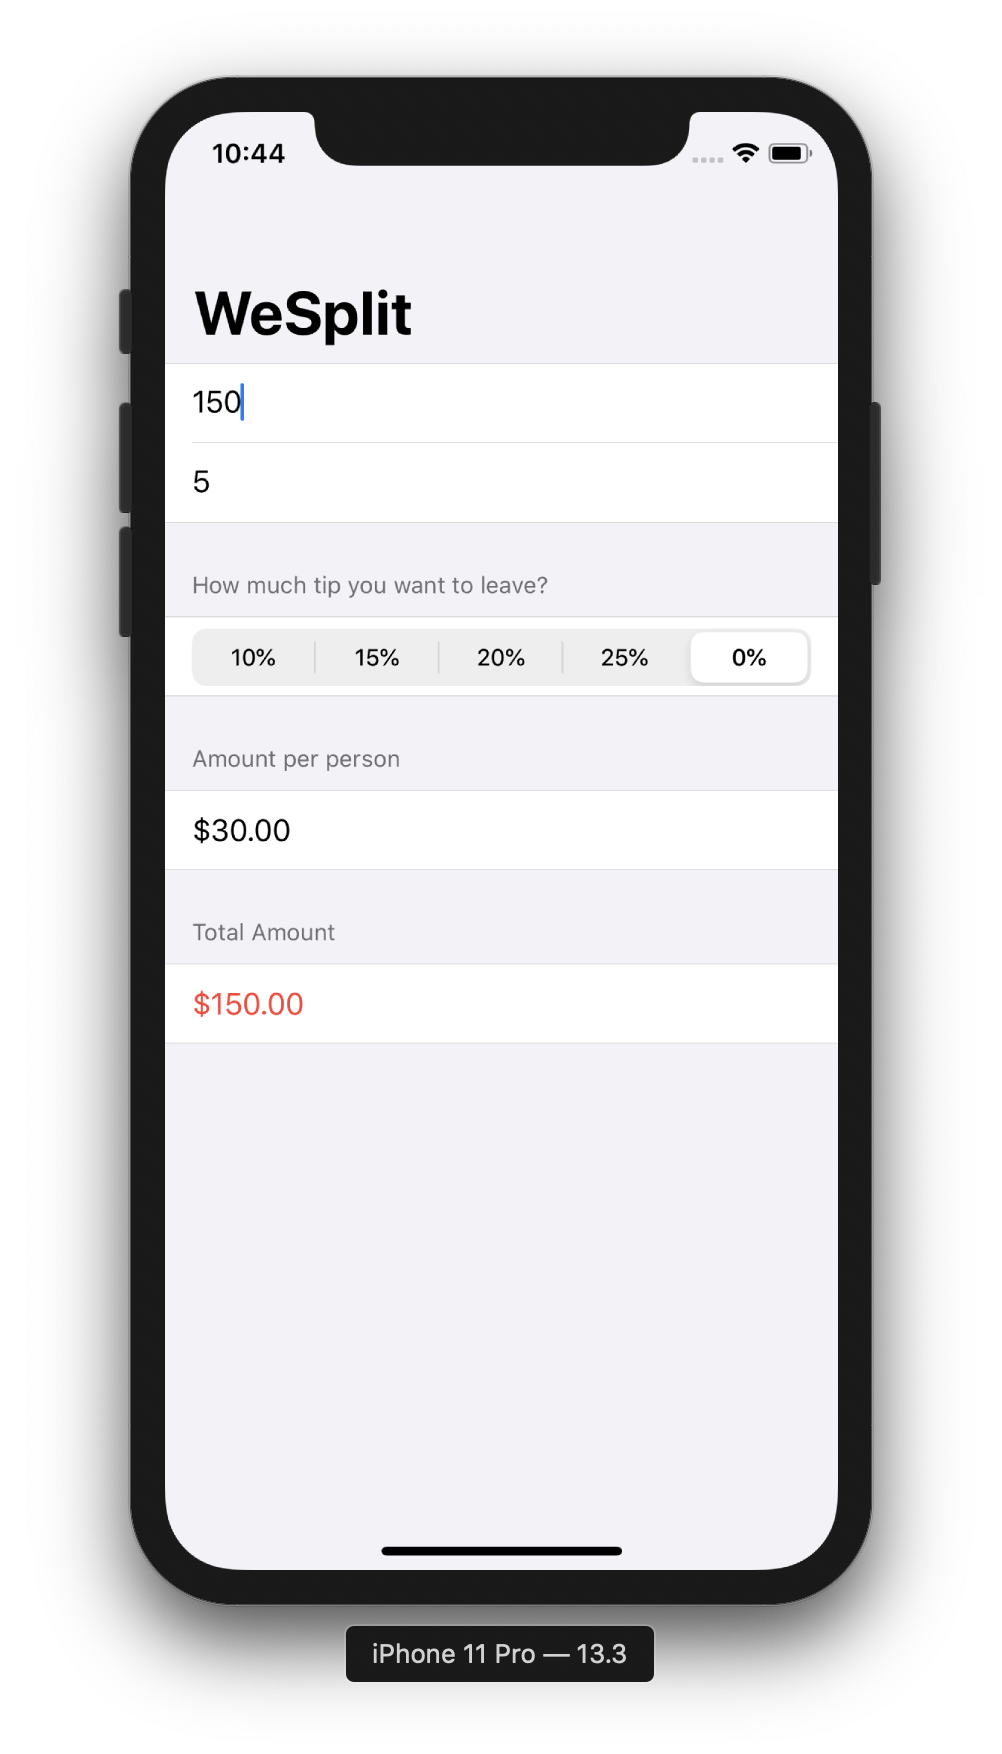 10:44
WeSplit
150
5
How much tip you want to leave?
10% 15% 20% 25% 0%
Amount per person
$30.00
Total Amount
$150.00
iPhone 11 Pro — 13.3